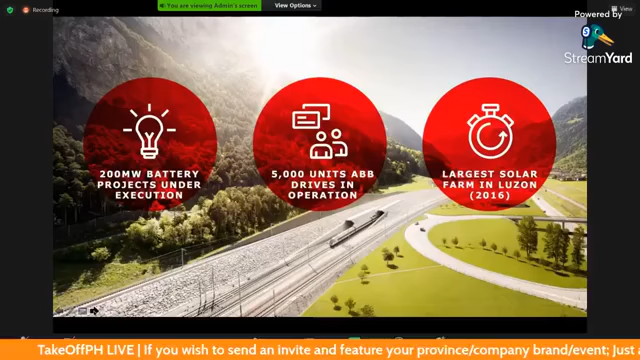 Recording
You are viewing Admin's screen
View Options
View
Powered by
StreamYard
200MW BATTERY
PROJECTS UNDER
EXECUTION
5,000 UNITS ABB
DRIVES IN
OPERATION
LARGEST SOLAR
FARM IN LUZON
(2016)
TakeOffPH LIVE | If you wish to send an invite and feature your province/company brand/event; Just